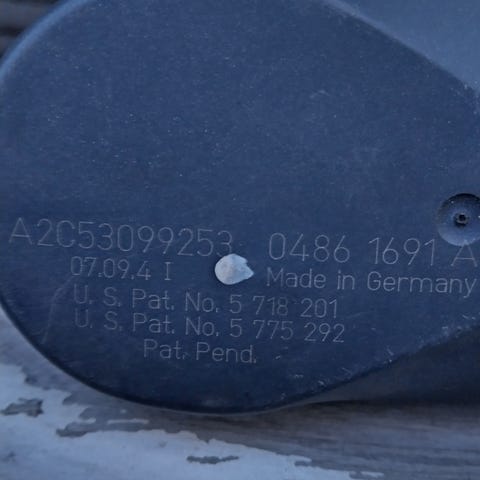 A2C53099253 0486 1691 A
07.09.4 I Made in Germany
U. S. Pat. No. 5 718 201
U. S. Pat. No. 5 775 292
Pat. Pend.